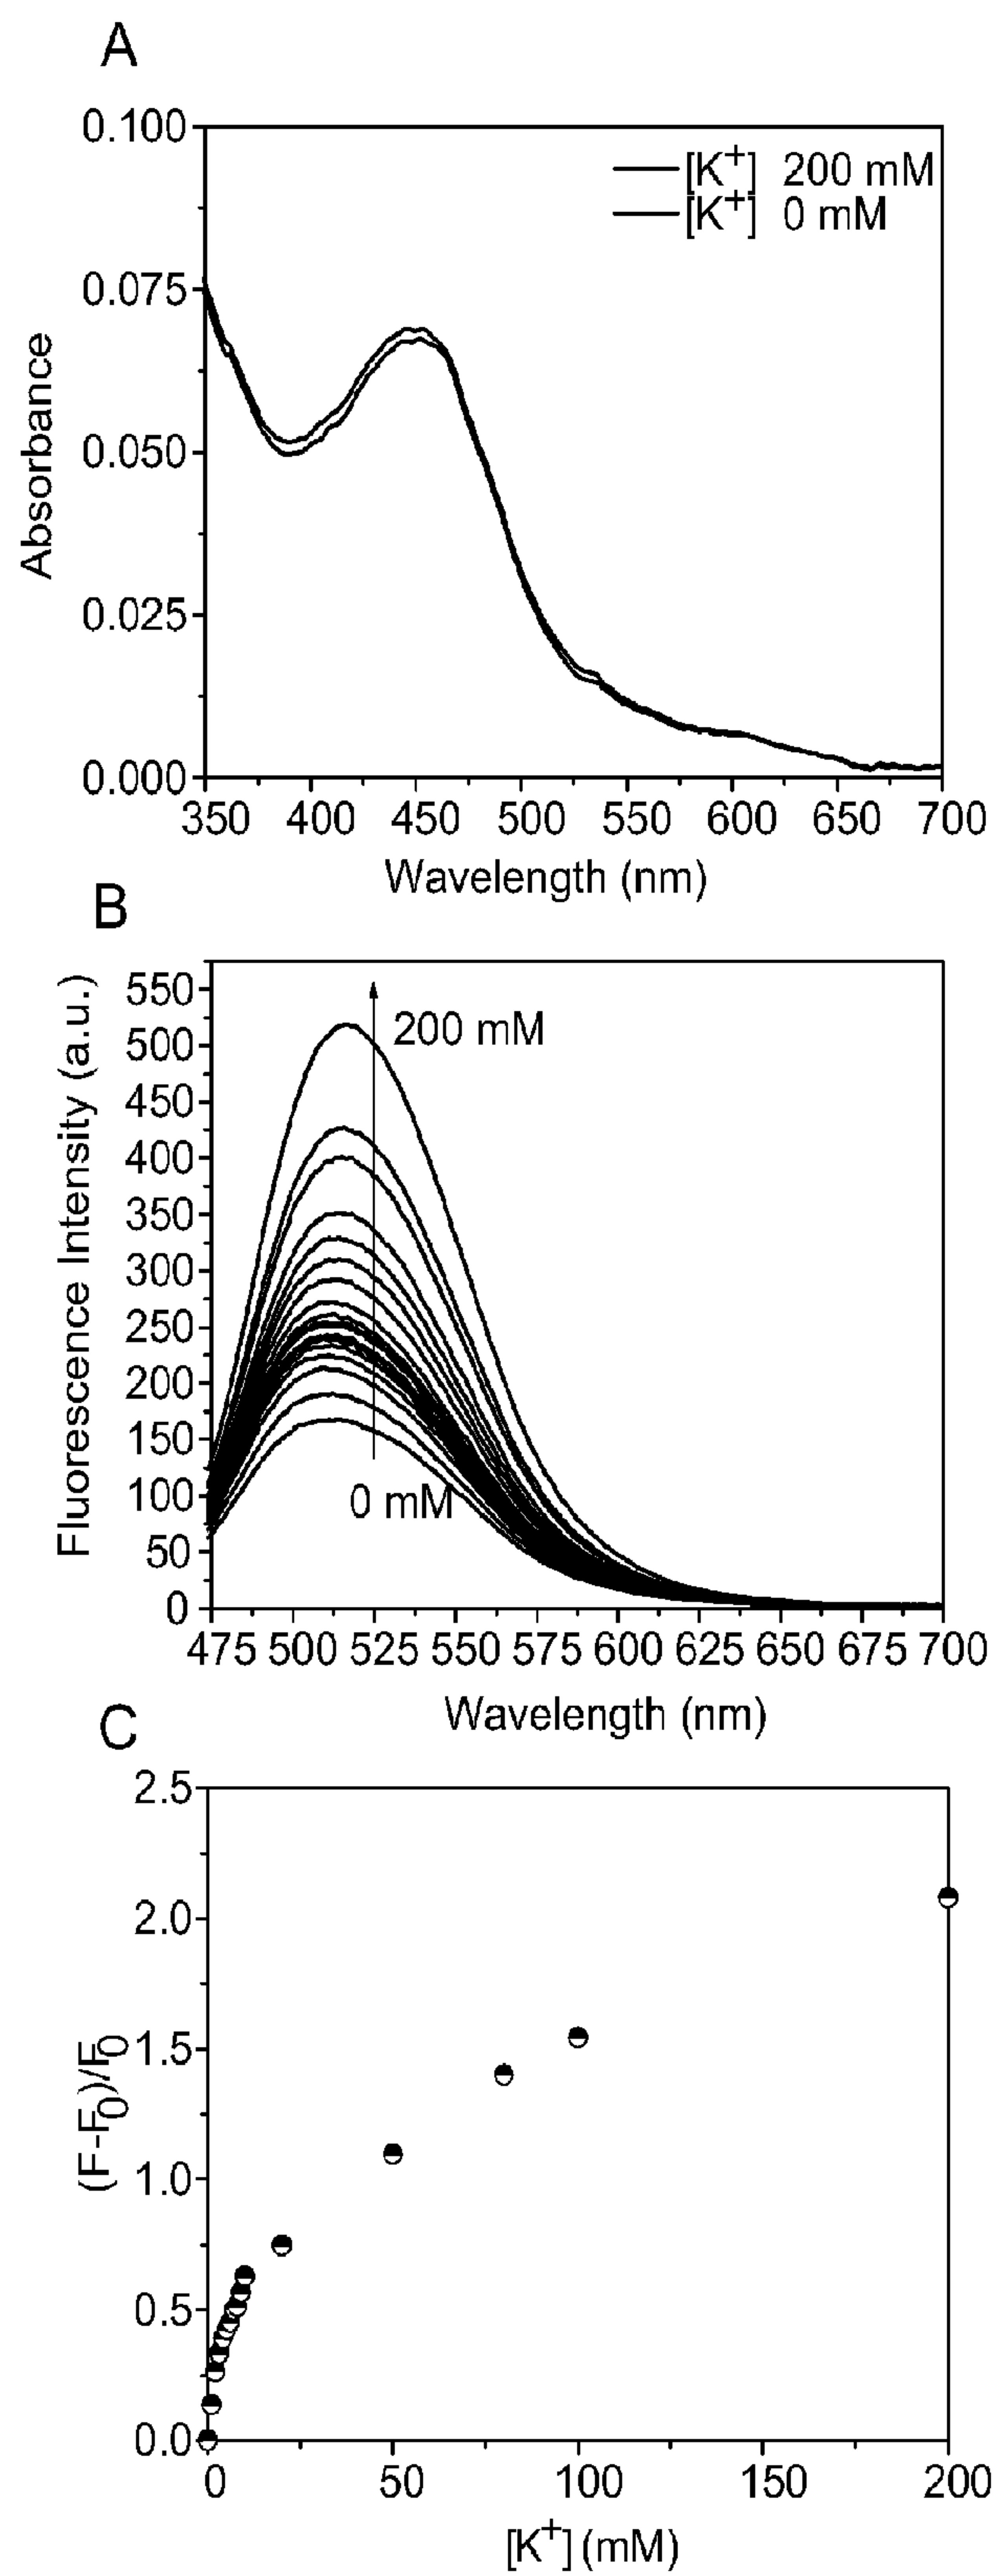 A
0.100
[K+] 200 mM
[K+] 0 mM
0.075
0.050
0.025
0.000
Absorbance
350 400 450 500 550 600 650 700
Wavelength (nm)
B
550
500
450
400
350
300
250
200
150
100
50
0
Fluorescence Intensity (a.u.)
200 mM
0 mM
475 500 525 550 575 600 625 650 675 700
Wavelength (nm)
C
2.5
2.0
1.5
1.0
0.5
0.0
(F-F0)/F0
0 50 100 150 200
[K+] (mM)